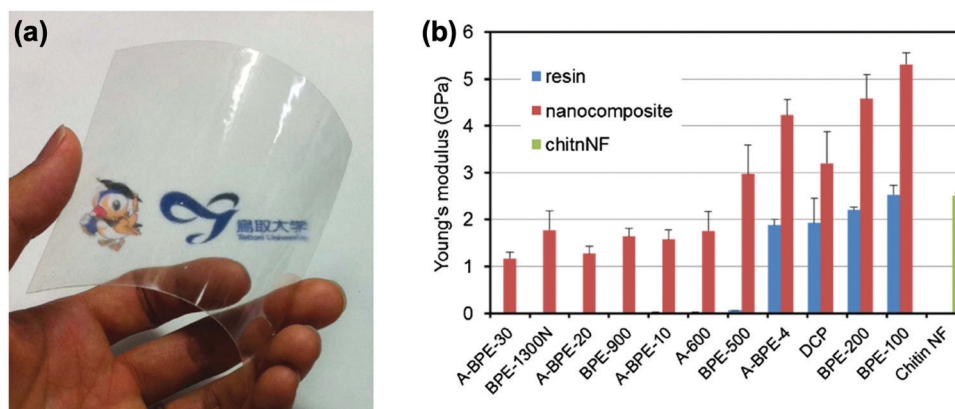 (a)
鳥取大学
Tottori University
(b)
Young's modulus (GPa)
6
5
4
3
2
1
0
resin
nanocomposite
chitnNF
A-BPE-30
BPE-1300N
A-BPE-20
BPE-900
A-BPE-10
A-600
BPE-500
A-BPE-4
DCP
BPE-200
BPE-100
Chitin NF